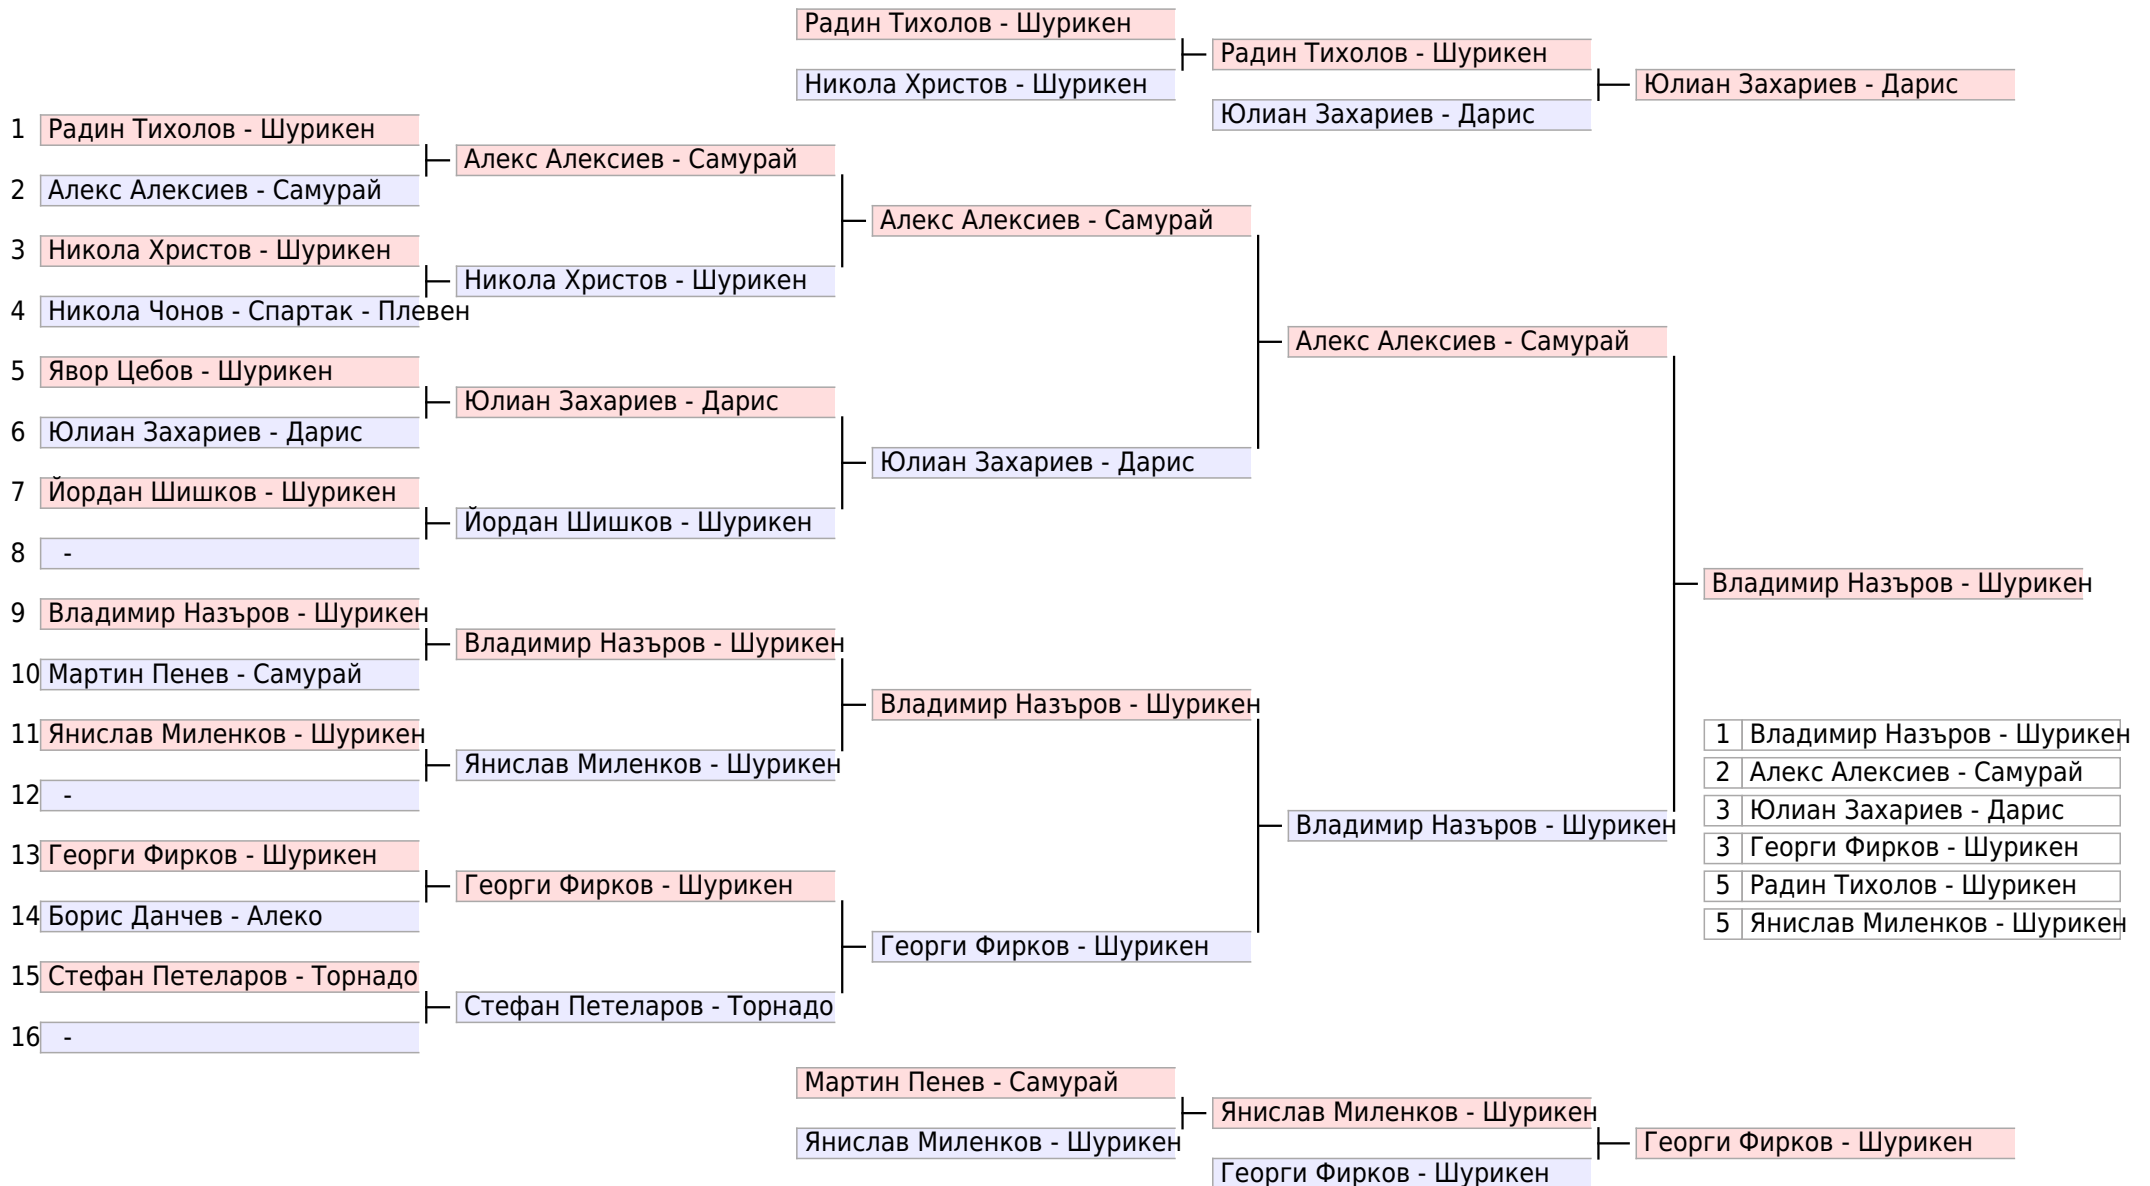 Радин Тихолов - Шурикен
Никола Христов - Шурикен
Радин Тихолов - Шурикен
Юлиан Захариев - Дарис
Юлиан Захариев - Дарис
1 Радин Тихолов - Шурикен
2 Алекс Алексиев - Самурай
3 Никола Христов - Шурикен
4 Никола Чонов - Спартак - Плевен
5 Явор Цебов - Шурикен
6 Юлиан Захариев - Дарис
7 Йордан Шишков - Шурикен
8 -
9 Владимир Назъров - Шурикен
10 Мартин Пенев - Самурай
11 Янислав Миленков - Шурикен
12 -
13 Георги Фирков - Шурикен
14 Борис Данчев - Алеко
15 Стефан Петеларов - Торнадо
16 -
Алекс Алексиев - Самурай
Никола Христов - Шурикен
Юлиан Захариев - Дарис
Йордан Шишков - Шурикен
Владимир Назъров - Шурикен
Янислав Миленков - Шурикен
Георги Фирков - Шурикен
Стефан Петеларов - Торнадо
Алекс Алексиев - Самурай
Юлиан Захариев - Дарис
Владимир Назъров - Шурикен
Георги Фирков - Шурикен
Алекс Алексиев - Самурай
Владимир Назъров - Шурикен
Владимир Назъров - Шурикен
1 Владимир Назъров - Шурикен
2 Алекс Алексиев - Самурай
3 Юлиан Захариев - Дарис
3 Георги Фирков - Шурикен
5 Радин Тихолов - Шурикен
5 Янислав Миленков - Шурикен
Мартин Пенев - Самурай
Янислав Миленков - Шурикен
Янислав Миленков - Шурикен
Георги Фирков - Шурикен
Георги Фирков - Шурикен